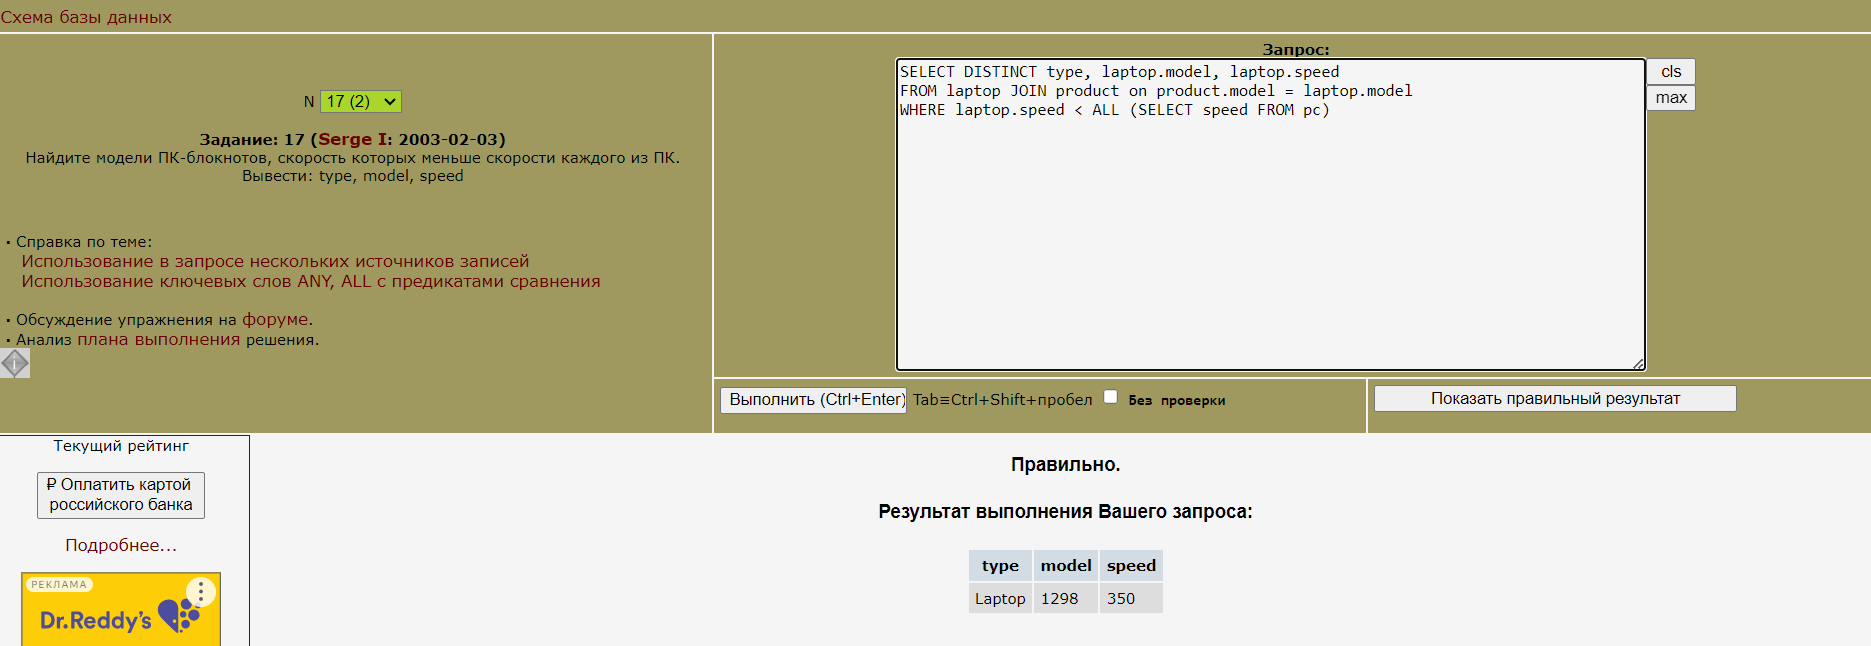 Схема базы данных
N 17 (2)
Задание: 17 (Serge I: 2003-02-03)
Найдите модели ПК-блокнотов, скорость которых меньше скорости каждого из ПК.
Вывести: type, model, speed
· Справка по теме:
Использование в запросе нескольких источников записей
Использование ключевых слов ANY, ALL с предикатами сравнения
· Обсуждение упражнения на форуме.
· Анализ плана выполнения решения.
Запрос:
SELECT DISTINCT type, laptop.model, laptop.speed
FROM laptop JOIN product on product.model = laptop.model
WHERE laptop.speed < ALL (SELECT speed FROM pc)
cls
max
Выполнить (Ctrl+Enter) Tab≡Ctrl+Shift+пробел Без проверки
Показать правильный результат
Текущий рейтинг
₽ Оплатить картой
российского банка
Подробнее...
РЕКЛАМА
Dr.Reddy's
Правильно.
Результат выполнения Вашего запроса:
type model speed
Laptop 1298 350